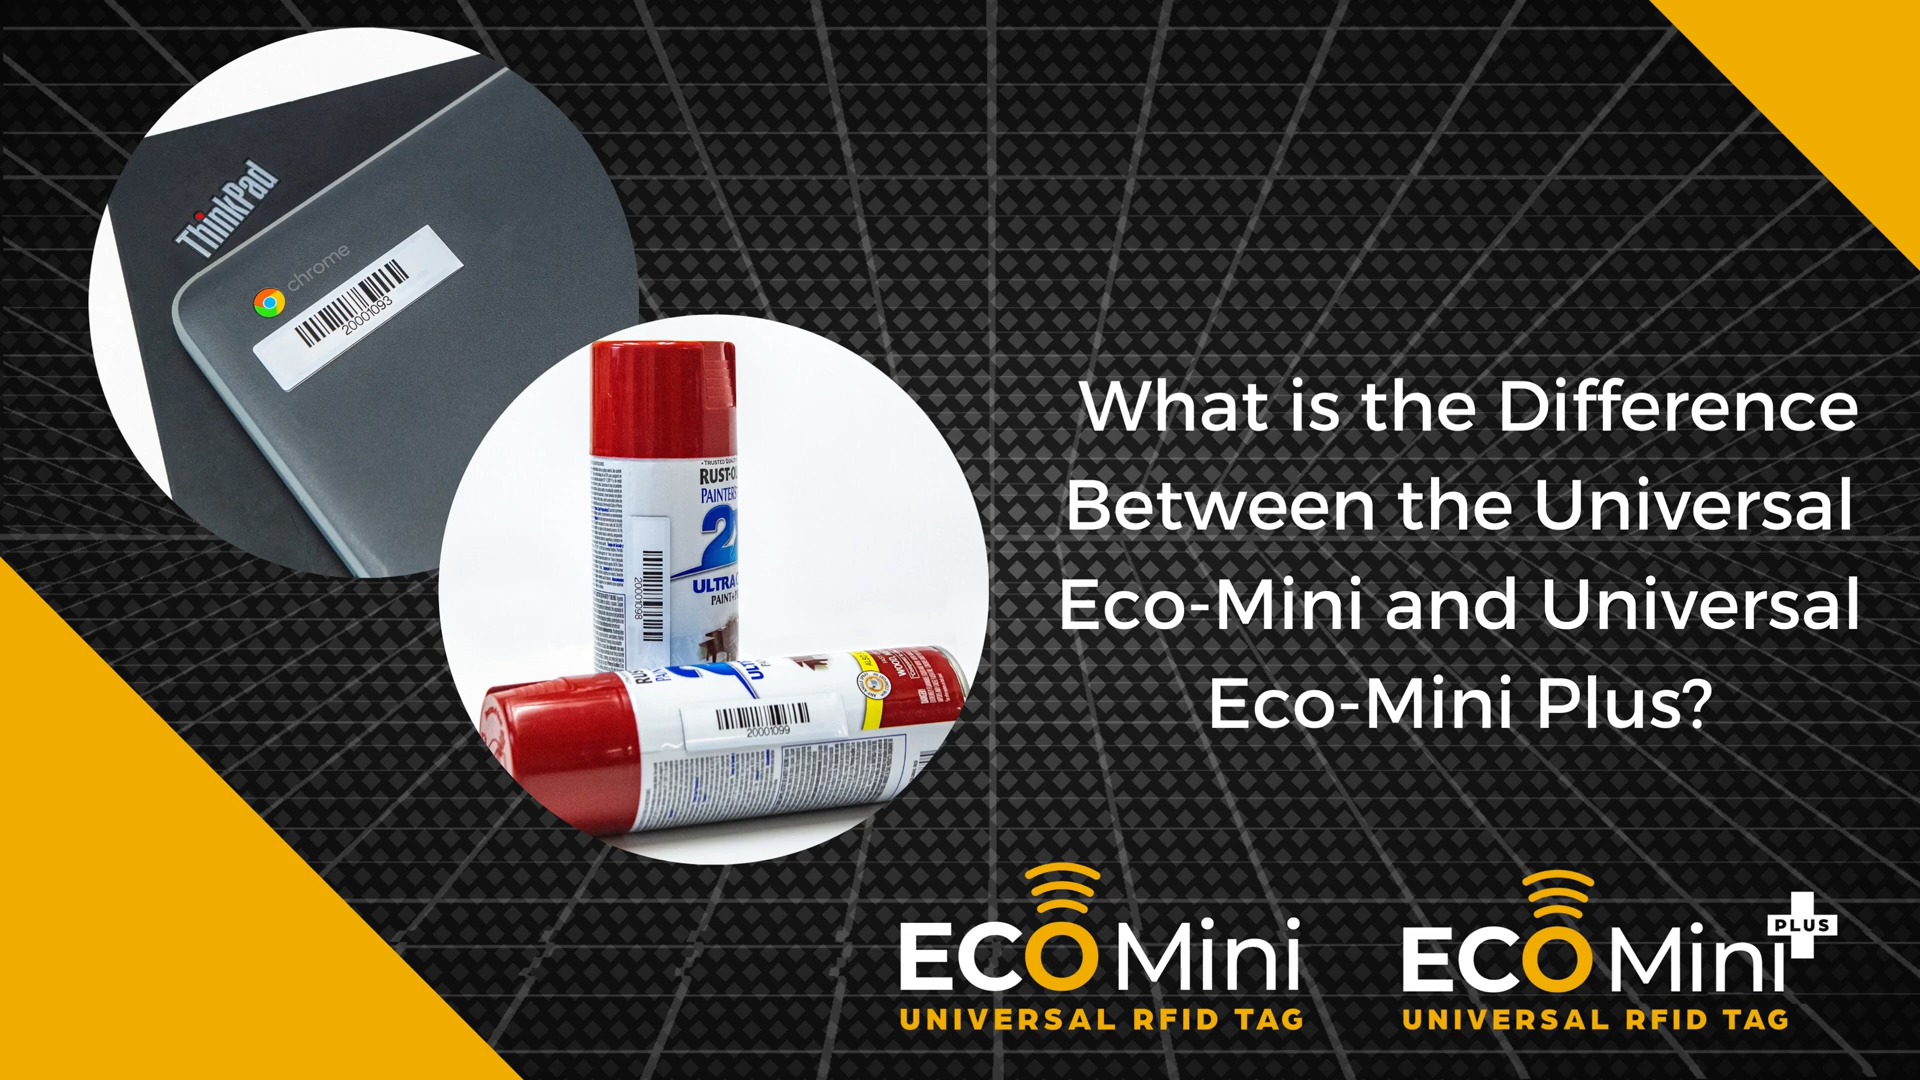 ThinkPad
chrome
20001093
RUST-O
PAINTER'S
2X
ULTRA
PAINT+P
20001098
20001099
What is the Difference
Between the Universal
Eco-Mini and Universal
Eco-Mini Plus?
ECO Mini
UNIVERSAL RFID TAG
ECO Mini PLUS
UNIVERSAL RFID TAG